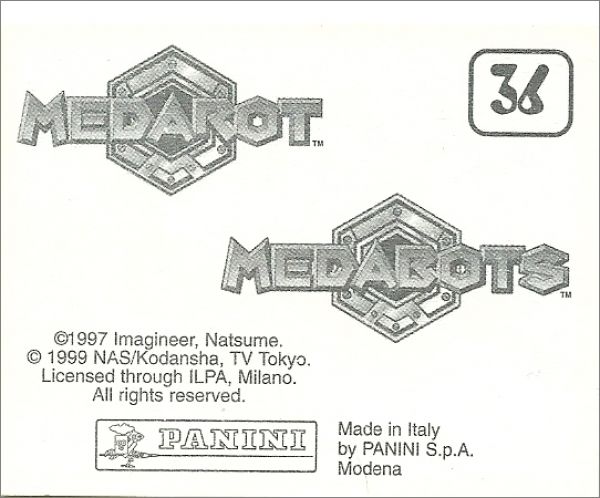 MEDAROT™
36
MEDABOTS™
©1997 Imagineer, Natsume.
© 1999 NAS/Kodansha, TV Tokyo.
Licensed through ILPA, Milano.
All rights reserved.
PANINI
Made in Italy
by PANINI S.p.A.
Modena